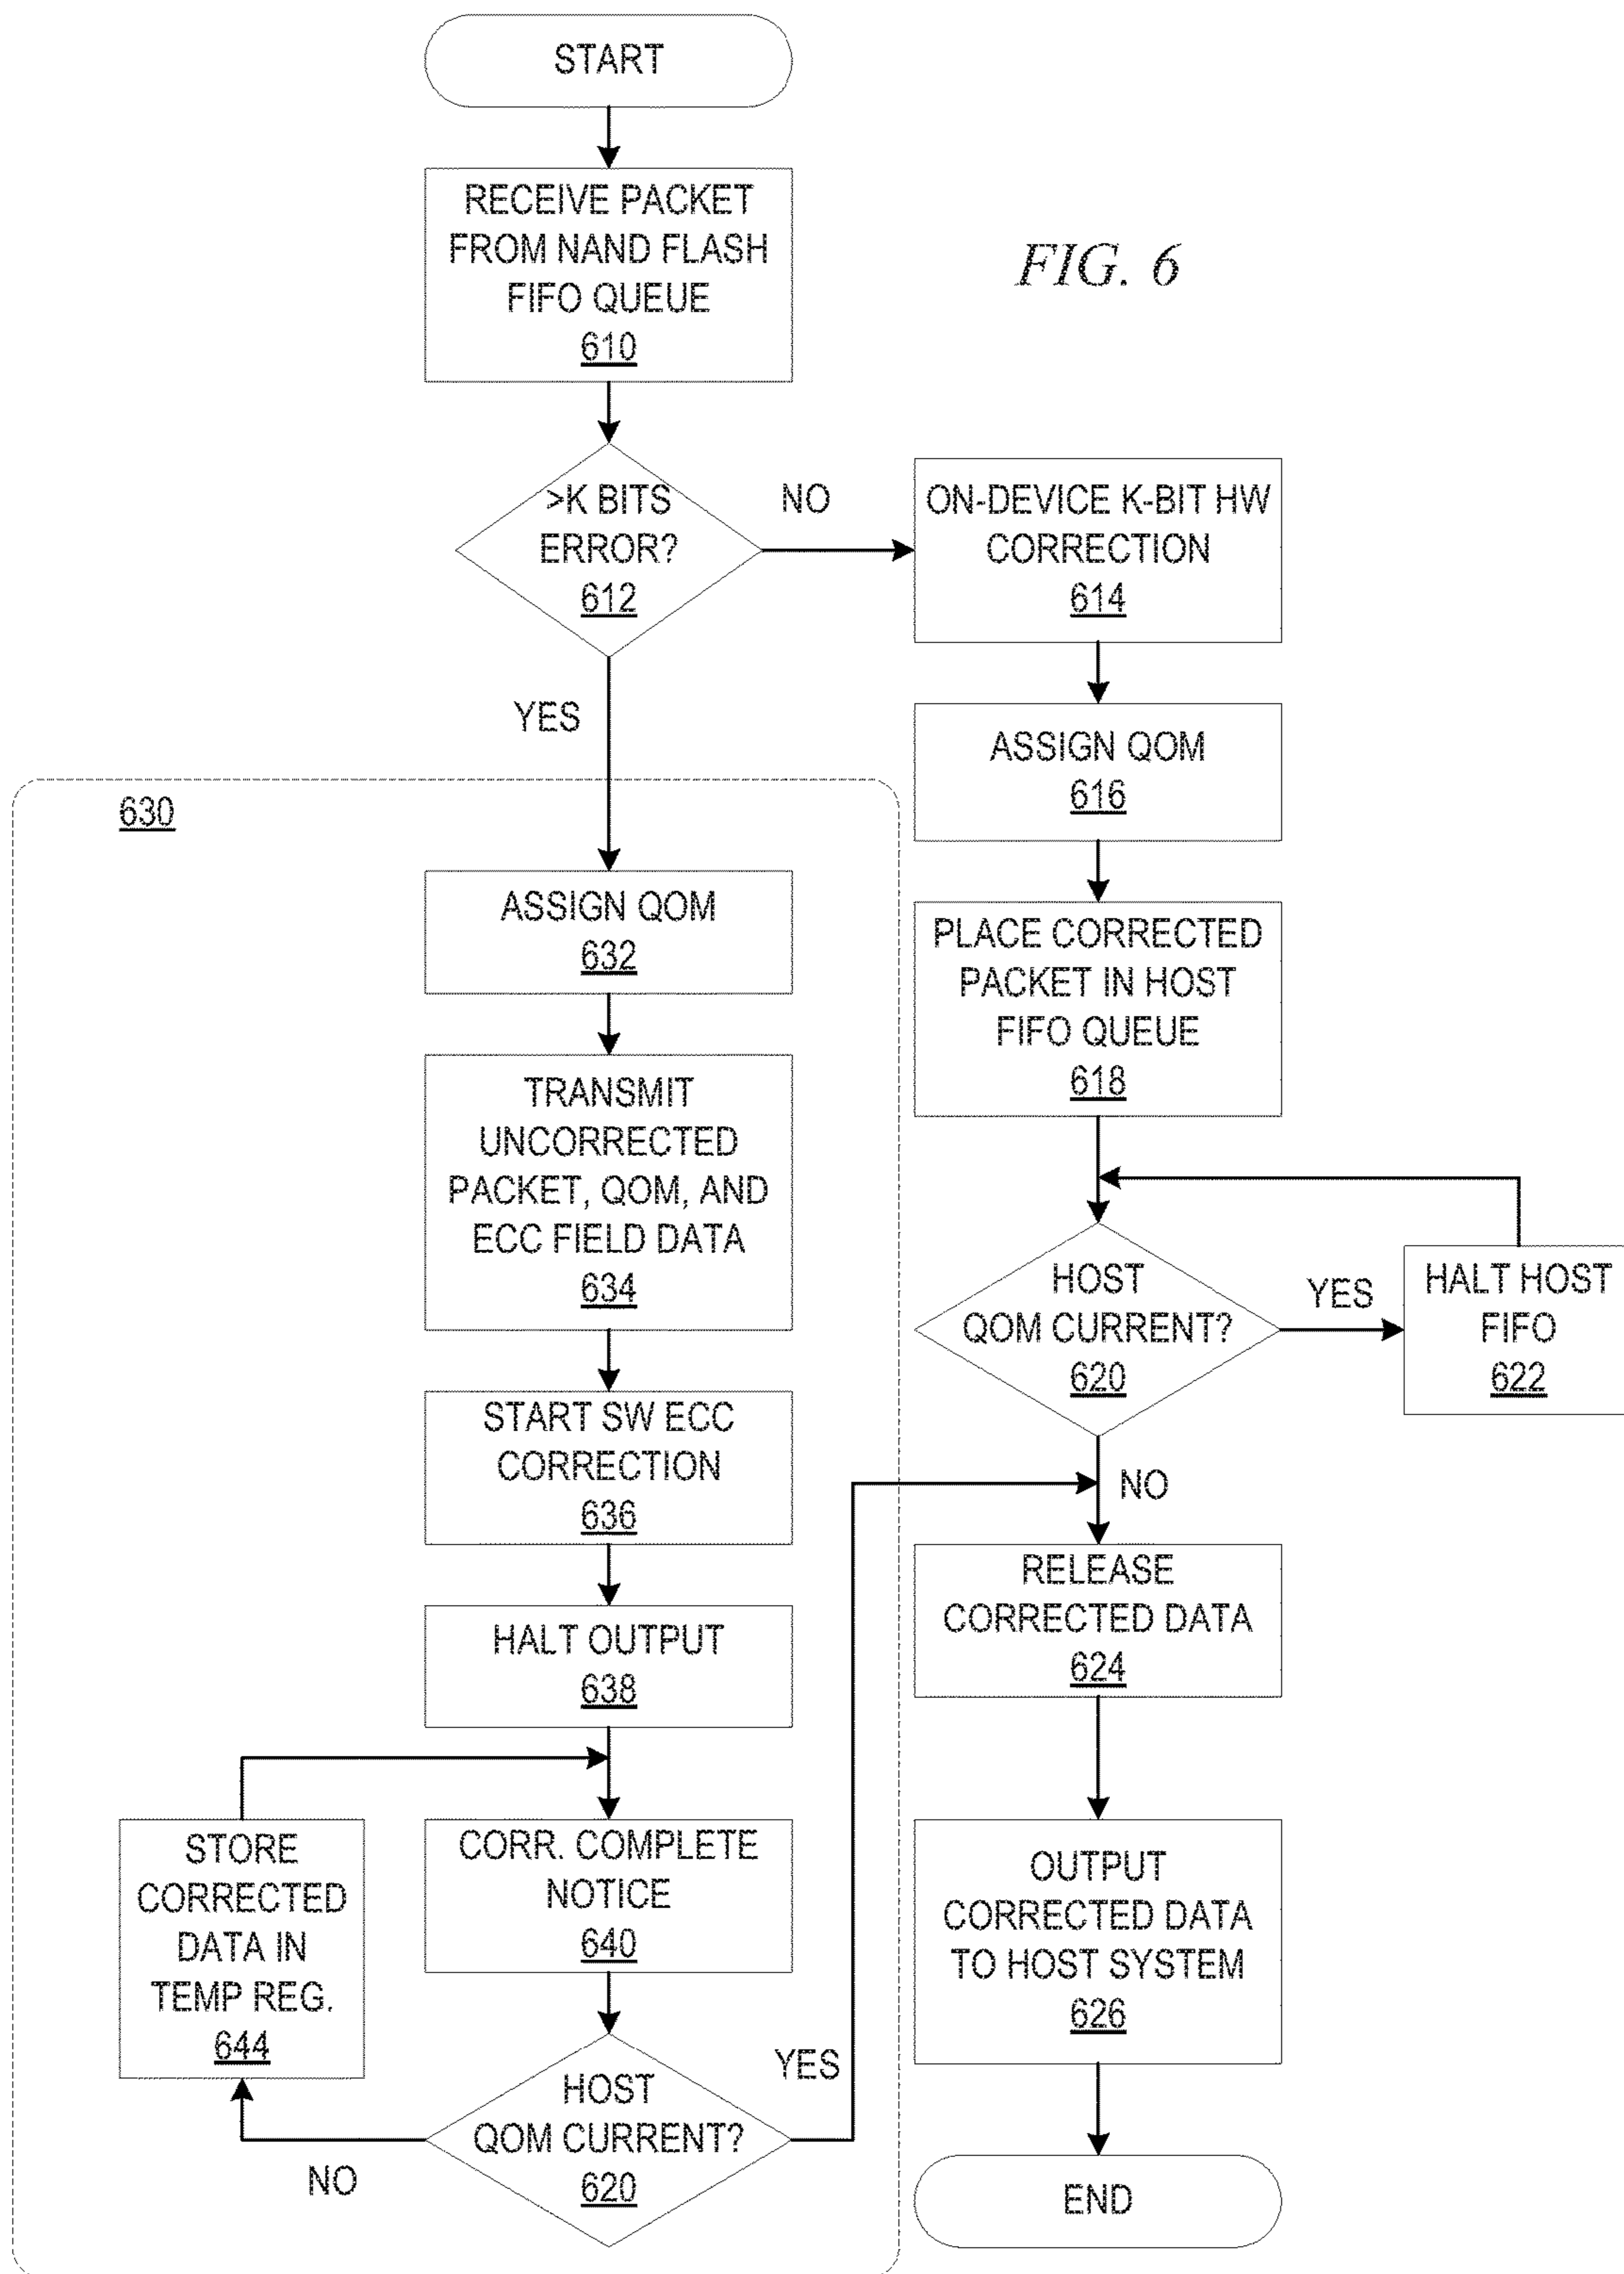 START
RECEIVE PACKET
FROM NAND FLASH
FIFO QUEUE
610
FIG. 6
>K BITS
ERROR?
612
NO
YES
ON-DEVICE K-BIT HW
CORRECTION
614
ASSIGN QOM
616
PLACE CORRECTED
PACKET IN HOST
FIFO QUEUE
618
HOST
QOM CURRENT?
620
YES
HALT HOST
FIFO
622
NO
RELEASE
CORRECTED DATA
624
OUTPUT
CORRECTED DATA
TO HOST SYSTEM
626
END
630
ASSIGN QOM
632
TRANSMIT
UNCORRECTED
PACKET, QOM, AND
ECC FIELD DATA
634
START SW ECC
CORRECTION
636
HALT OUTPUT
638
CORR. COMPLETE
NOTICE
640
HOST
QOM CURRENT?
620
YES
NO
STORE
CORRECTED
DATA IN
TEMP REG.
644